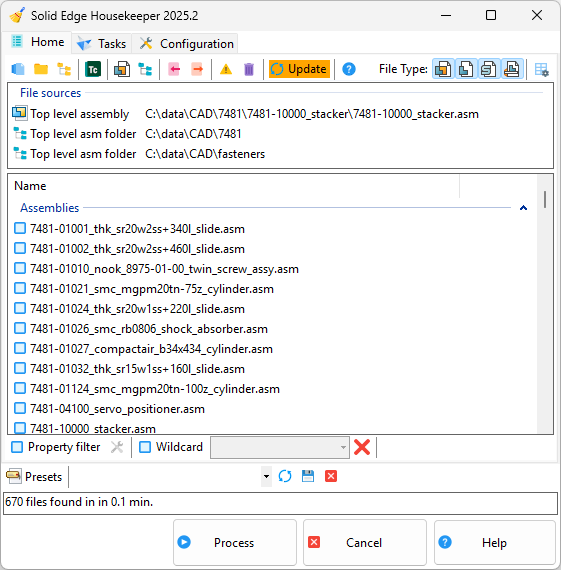 Solid Edge Housekeeper 2025.2
Home Tasks Configuration
Tc Update File Type:
File sources
Top level assembly C:\data\CAD\7481\7481-10000_stacker\7481-10000_stacker.asm
Top level asm folder C:\data\CAD\7481
Top level asm folder C:\data\CAD\fasteners
Name
Assemblies
7481-01001_thk_sr20w2ss+340l_slide.asm
7481-01002_thk_sr20w2ss+460l_slide.asm
7481-01010_nook_8975-01-00_twin_screw_assy.asm
7481-01021_smc_mgpm20tn-75z_cylinder.asm
7481-01024_thk_sr20w1ss+220l_slide.asm
7481-01026_smc_rb0806_shock_absorber.asm
7481-01027_compactair_b34x434_cylinder.asm
7481-01032_thk_sr15w1ss+160l_slide.asm
7481-01124_smc_mgpm20tn-100z_cylinder.asm
7481-04100_servo_positioner.asm
7481-10000_stacker.asm
Property filter Wildcard
Presets
670 files found in in 0.1 min.
Process Cancel Help